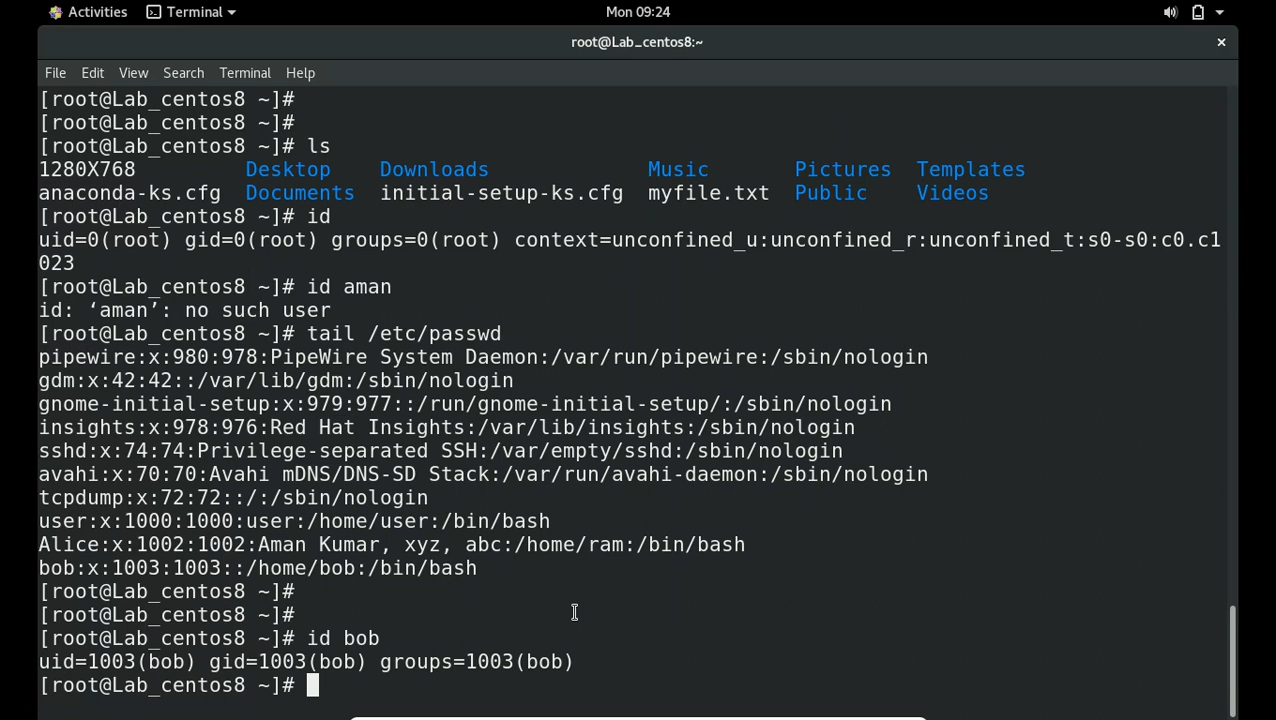 Activities Terminal Mon 09:24
root@Lab_centos8:~
File Edit View Search Terminal Help
[root@Lab_centos8 ~]#
[root@Lab_centos8 ~]#
[root@Lab_centos8 ~]# ls
1280X768 Desktop Downloads Music Pictures Templates
anaconda-ks.cfg Documents initial-setup-ks.cfg myfile.txt Public Videos
[root@Lab_centos8 ~]# id
uid=0(root) gid=0(root) groups=0(root) context=unconfined_u:unconfined_r:unconfined_t:s0-s0:c0.c1
023
[root@Lab_centos8 ~]# id aman
id: ‘aman’: no such user
[root@Lab_centos8 ~]# tail /etc/passwd
pipewire:x:980:978:PipeWire System Daemon:/var/run/pipewire:/sbin/nologin
gdm:x:42:42::/var/lib/gdm:/sbin/nologin
gnome-initial-setup:x:979:977::/run/gnome-initial-setup/:/sbin/nologin
insights:x:978:976:Red Hat Insights:/var/lib/insights:/sbin/nologin
sshd:x:74:74:Privilege-separated SSH:/var/empty/sshd:/sbin/nologin
avahi:x:70:70:Avahi mDNS/DNS-SD Stack:/var/run/avahi-daemon:/sbin/nologin
tcpdump:x:72:72::/:/sbin/nologin
user:x:1000:1000:user:/home/user:/bin/bash
Alice:x:1002:1002:Aman Kumar, xyz, abc:/home/ram:/bin/bash
bob:x:1003:1003::/home/bob:/bin/bash
[root@Lab_centos8 ~]#
[root@Lab_centos8 ~]#
[root@Lab_centos8 ~]# id bob
uid=1003(bob) gid=1003(bob) groups=1003(bob)
[root@Lab_centos8 ~]#